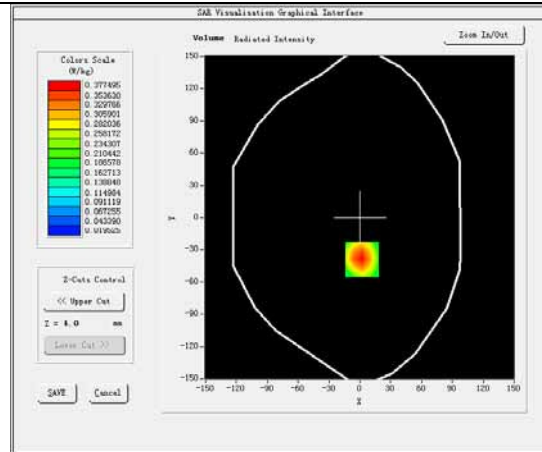 SAR Visualisation Graphical Interface
Volume Radiated Intensity
Zoom In/Out
Colors Scale
(W/kg)
0.377495
0.353630
0.329766
0.305901
0.282036
0.258172
0.234307
0.210442
0.186578
0.162713
0.138848
0.114984
0.091119
0.067255
0.043390
0.019525
Z-Cuts Control
<< Upper Cut
Z = 4.0 mm
Lower Cut >>
SAVE
Cancel
150
120
90
60
30
0
-30
-60
-90
-120
-150
Y
-150 -120 -90 -60 -30 0 30 60 90 120 150
X